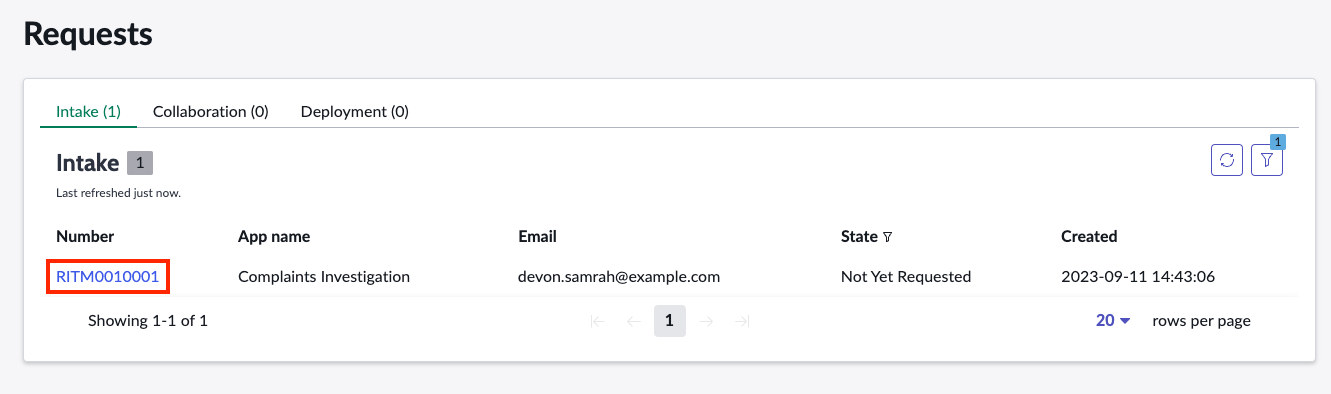 Requests
Intake (1) Collaboration (0) Deployment (0)
Intake 1
1
Last refreshed just now.
Number App name Email State Created
RITM0010001 Complaints Investigation devon.samrah@example.com Not Yet Requested 2023-09-11 14:43:06
Showing 1-1 of 1 1 20 rows per page